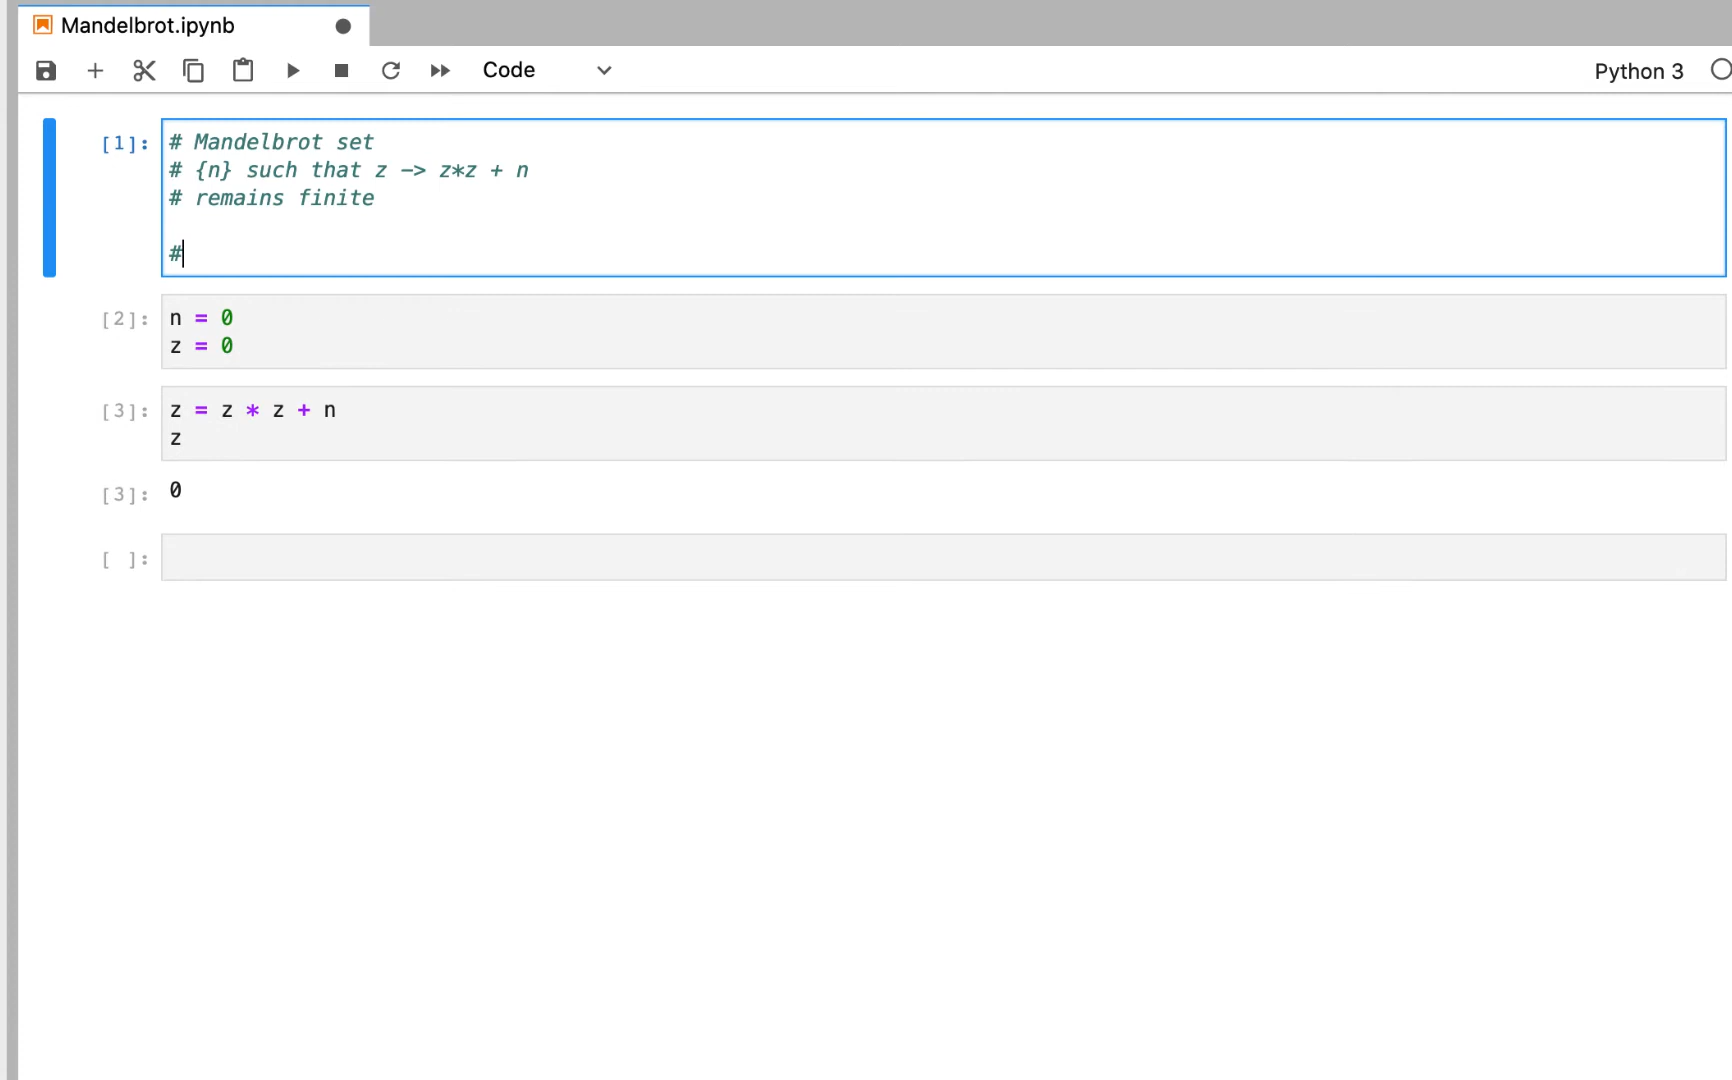 Mandelbrot.ipynb
Code
Python 3
[1]:
# Mandelbrot set
# {n} such that z -> z*z + n
# remains finite
#
[2]:
n = 0
z = 0
[3]:
z = z * z + n
z
[3]: 0
[ ]: